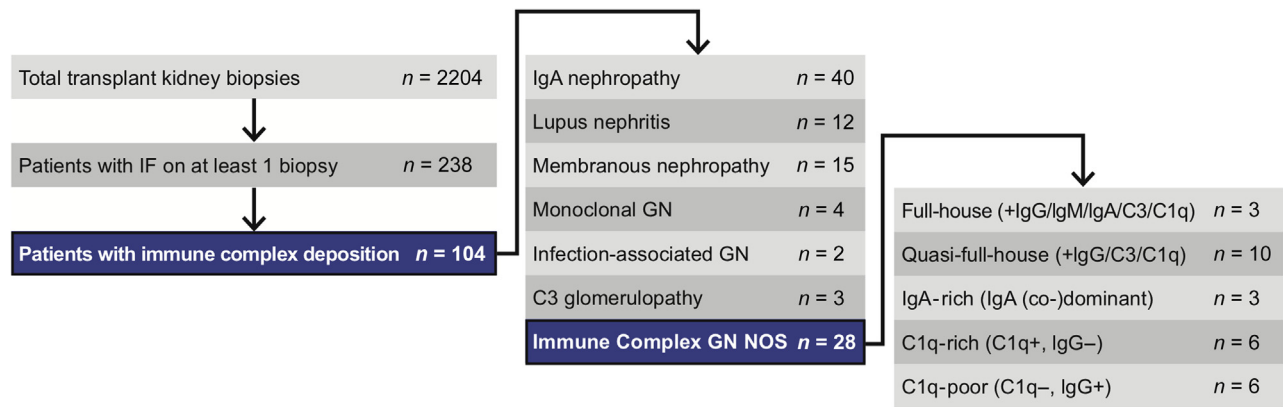 Total transplant kidney biopsies n = 2204
Patients with IF on at least 1 biopsy n = 238
Patients with immune complex deposition n = 104
IgA nephropathy n = 40
Lupus nephritis n = 12
Membranous nephropathy n = 15
Monoclonal GN n = 4
Infection-associated GN n = 2
C3 glomerulopathy n = 3
Immune Complex GN NOS n = 28
Full-house (+IgG/IgM/IgA/C3/C1q) n = 3
Quasi-full-house (+IgG/C3/C1q) n = 10
IgA-rich (IgA (co-)dominant) n = 3
C1q-rich (C1q+, IgG–) n = 6
C1q-poor (C1q–, IgG+) n = 6